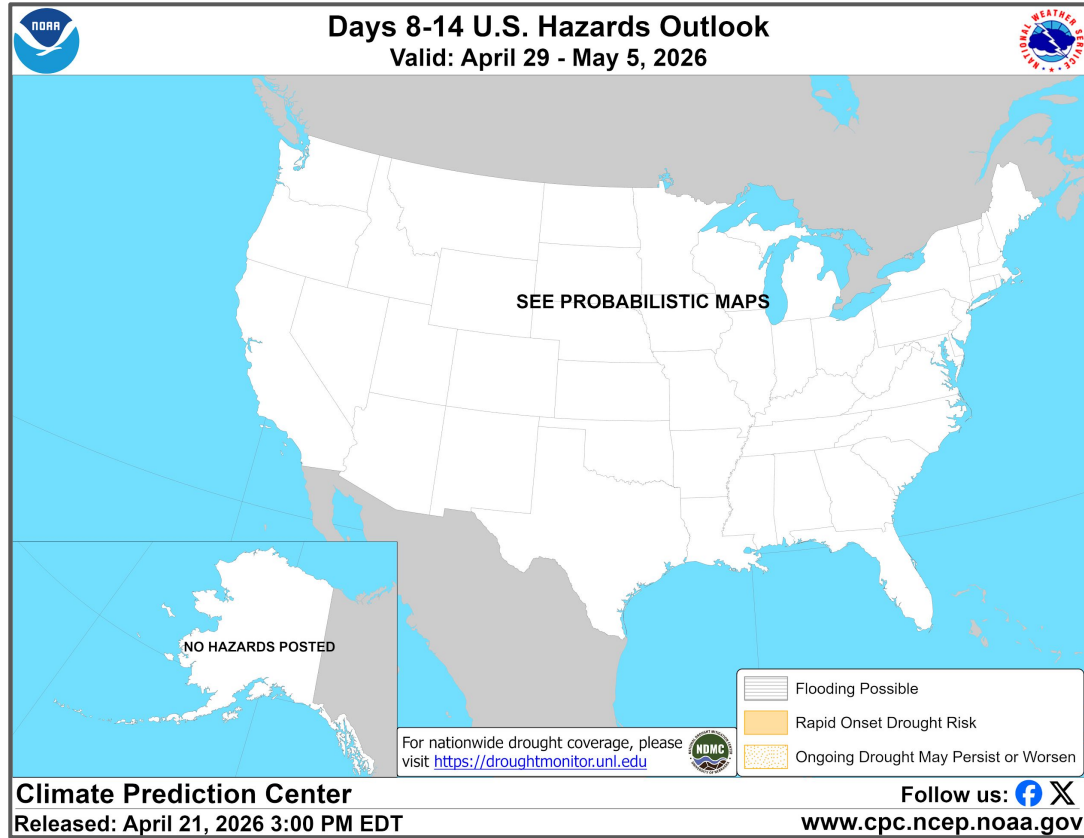 NOAA
Days 8-14 U.S. Hazards Outlook
Valid: April 29 - May 5, 2026
NATIONAL WEATHER SERVICE
SEE PROBABILISTIC MAPS
NO HAZARDS POSTED
For nationwide drought coverage, please
visit https://droughtmonitor.unl.edu
NDMC
Flooding Possible
Rapid Onset Drought Risk
Ongoing Drought May Persist or Worsen
Climate Prediction Center
Released: April 21, 2026 3:00 PM EDT
Follow us:
www.cpc.ncep.noaa.gov